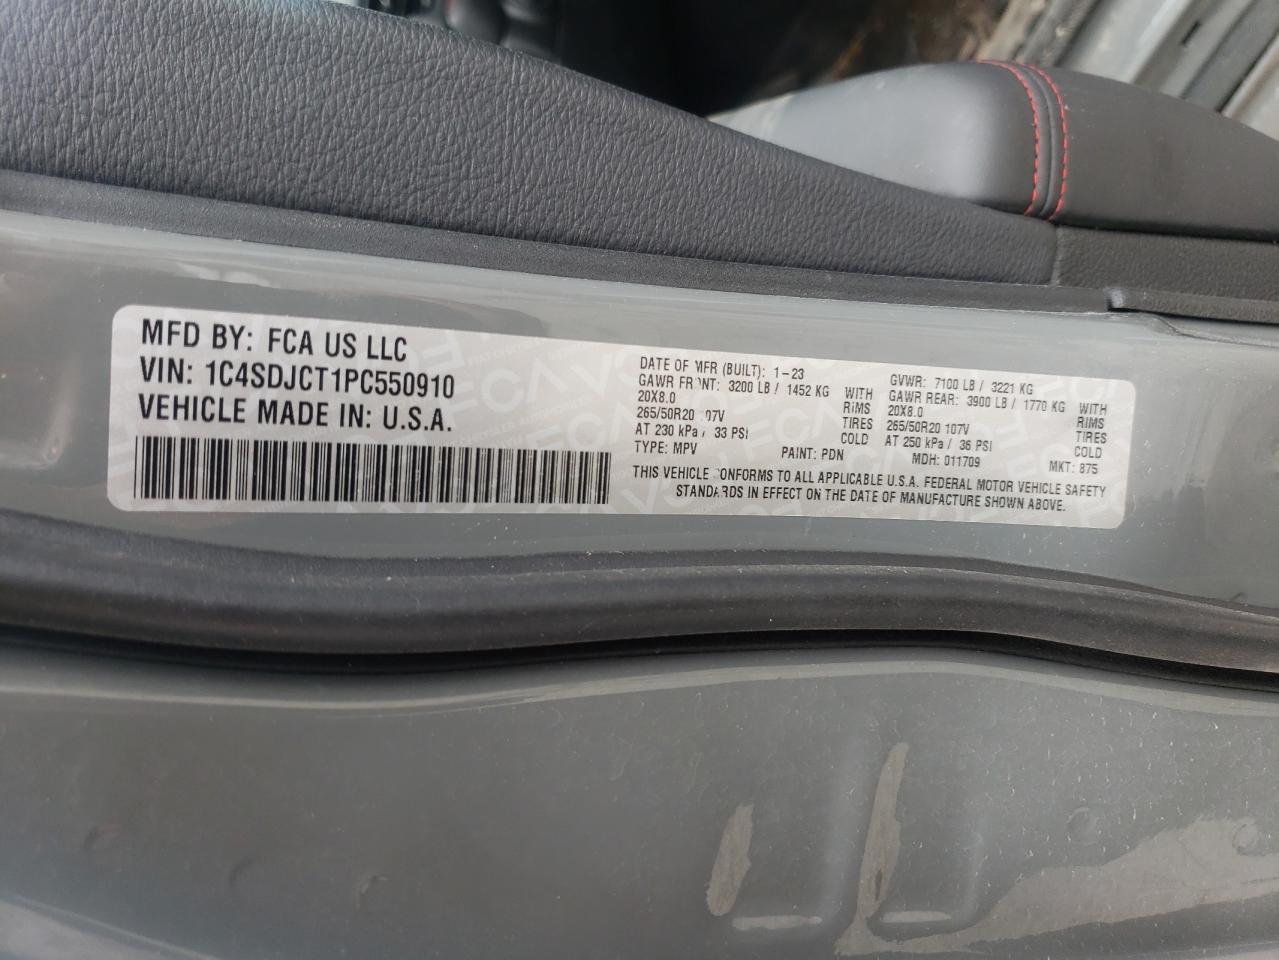 MFD BY: FCA US LLC
VIN: 1C4SDJCT1PC550910
VEHICLE MADE IN: U.S.A.
DATE OF MFR (BUILT): 1-23
GAWR FRONT: 3200 LB / 1452 KG WITH
20X8.0 RIMS
265/50R20 107V TIRES
AT 230 kPa / 33 PSI COLD
TYPE: MPV PAINT: PDN
GVWR: 7100 LB / 3221 KG
GAWR REAR: 3900 LB / 1770 KG WITH
20X8.0 RIMS
265/50R20 107V TIRES
AT 250 kPa / 36 PSI COLD
MDH: 011709 MKT: 875
THIS VEHICLE CONFORMS TO ALL APPLICABLE U.S.A. FEDERAL MOTOR VEHICLE SAFETY
STANDARDS IN EFFECT ON THE DATE OF MANUFACTURE SHOWN ABOVE.